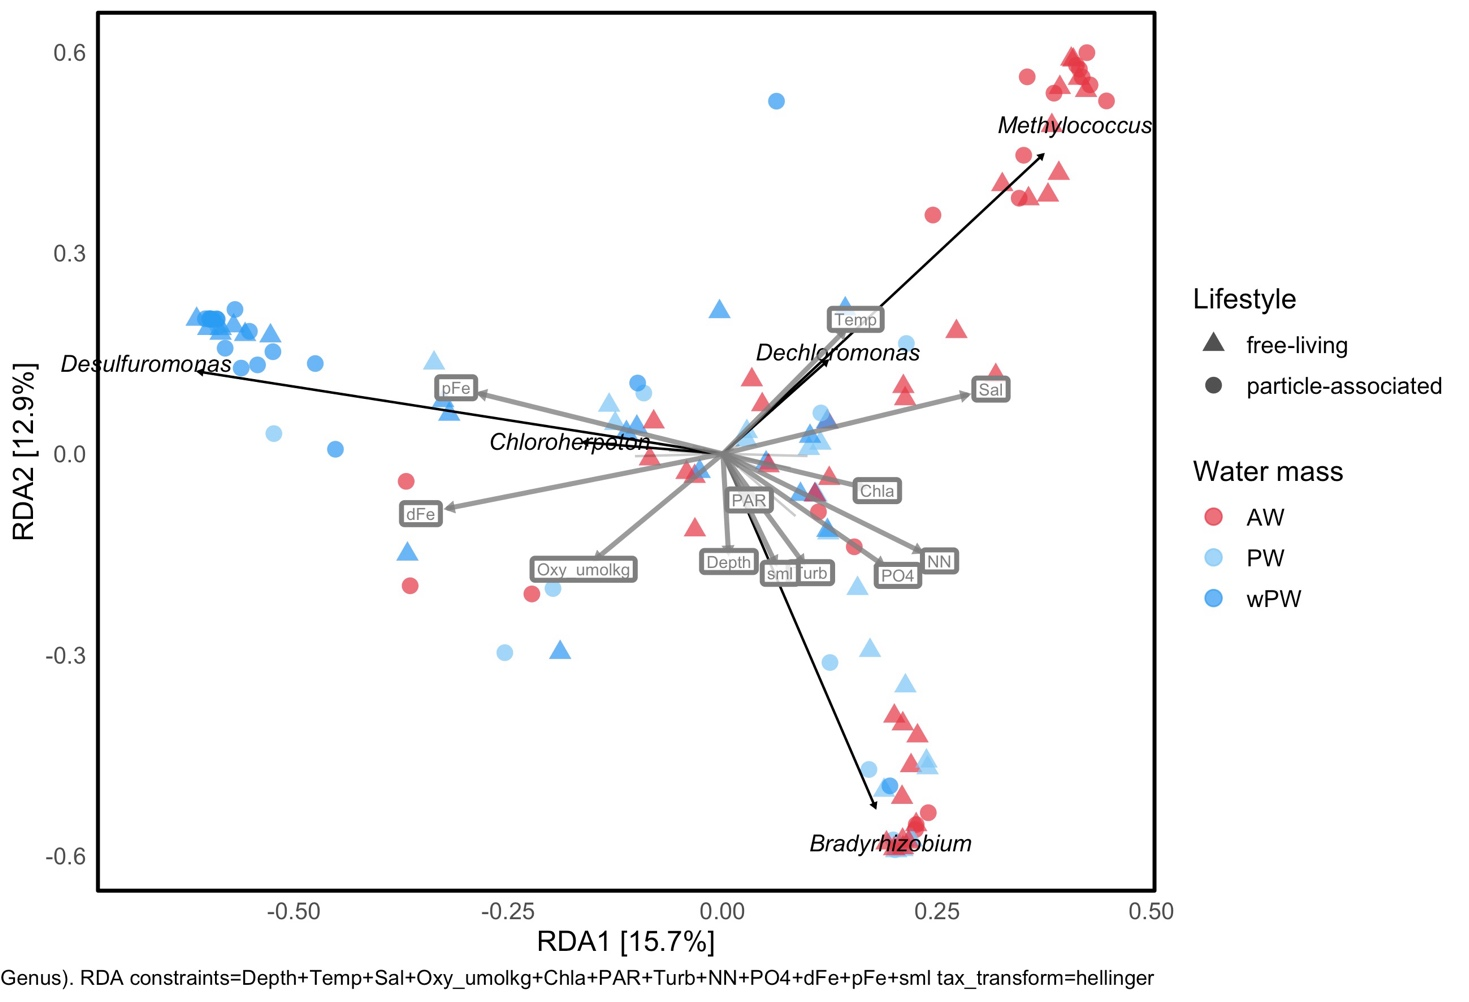 0.6
0.3
0.0
-0.3
-0.6
RDA2 [12.9%]
Methylococcus
Temp
Dechloromonas
Desulfuromonas
pFe
Sal
Chloroherpeton
Chla
PAR
dFe
Oxy_umolkg
Depth
sml
Turb
PO4
NN
Bradyrhizobium
-0.50
-0.25
0.00
0.25
0.50
RDA1 [15.7%]
Lifestyle
free-living
particle-associated
Water mass
AW
PW
wPW
Genus). RDA constraints=Depth+Temp+Sal+Oxy_umolkg+Chla+PAR+Turb+NN+PO4+dFe+pFe+sml tax_transform=hellinger